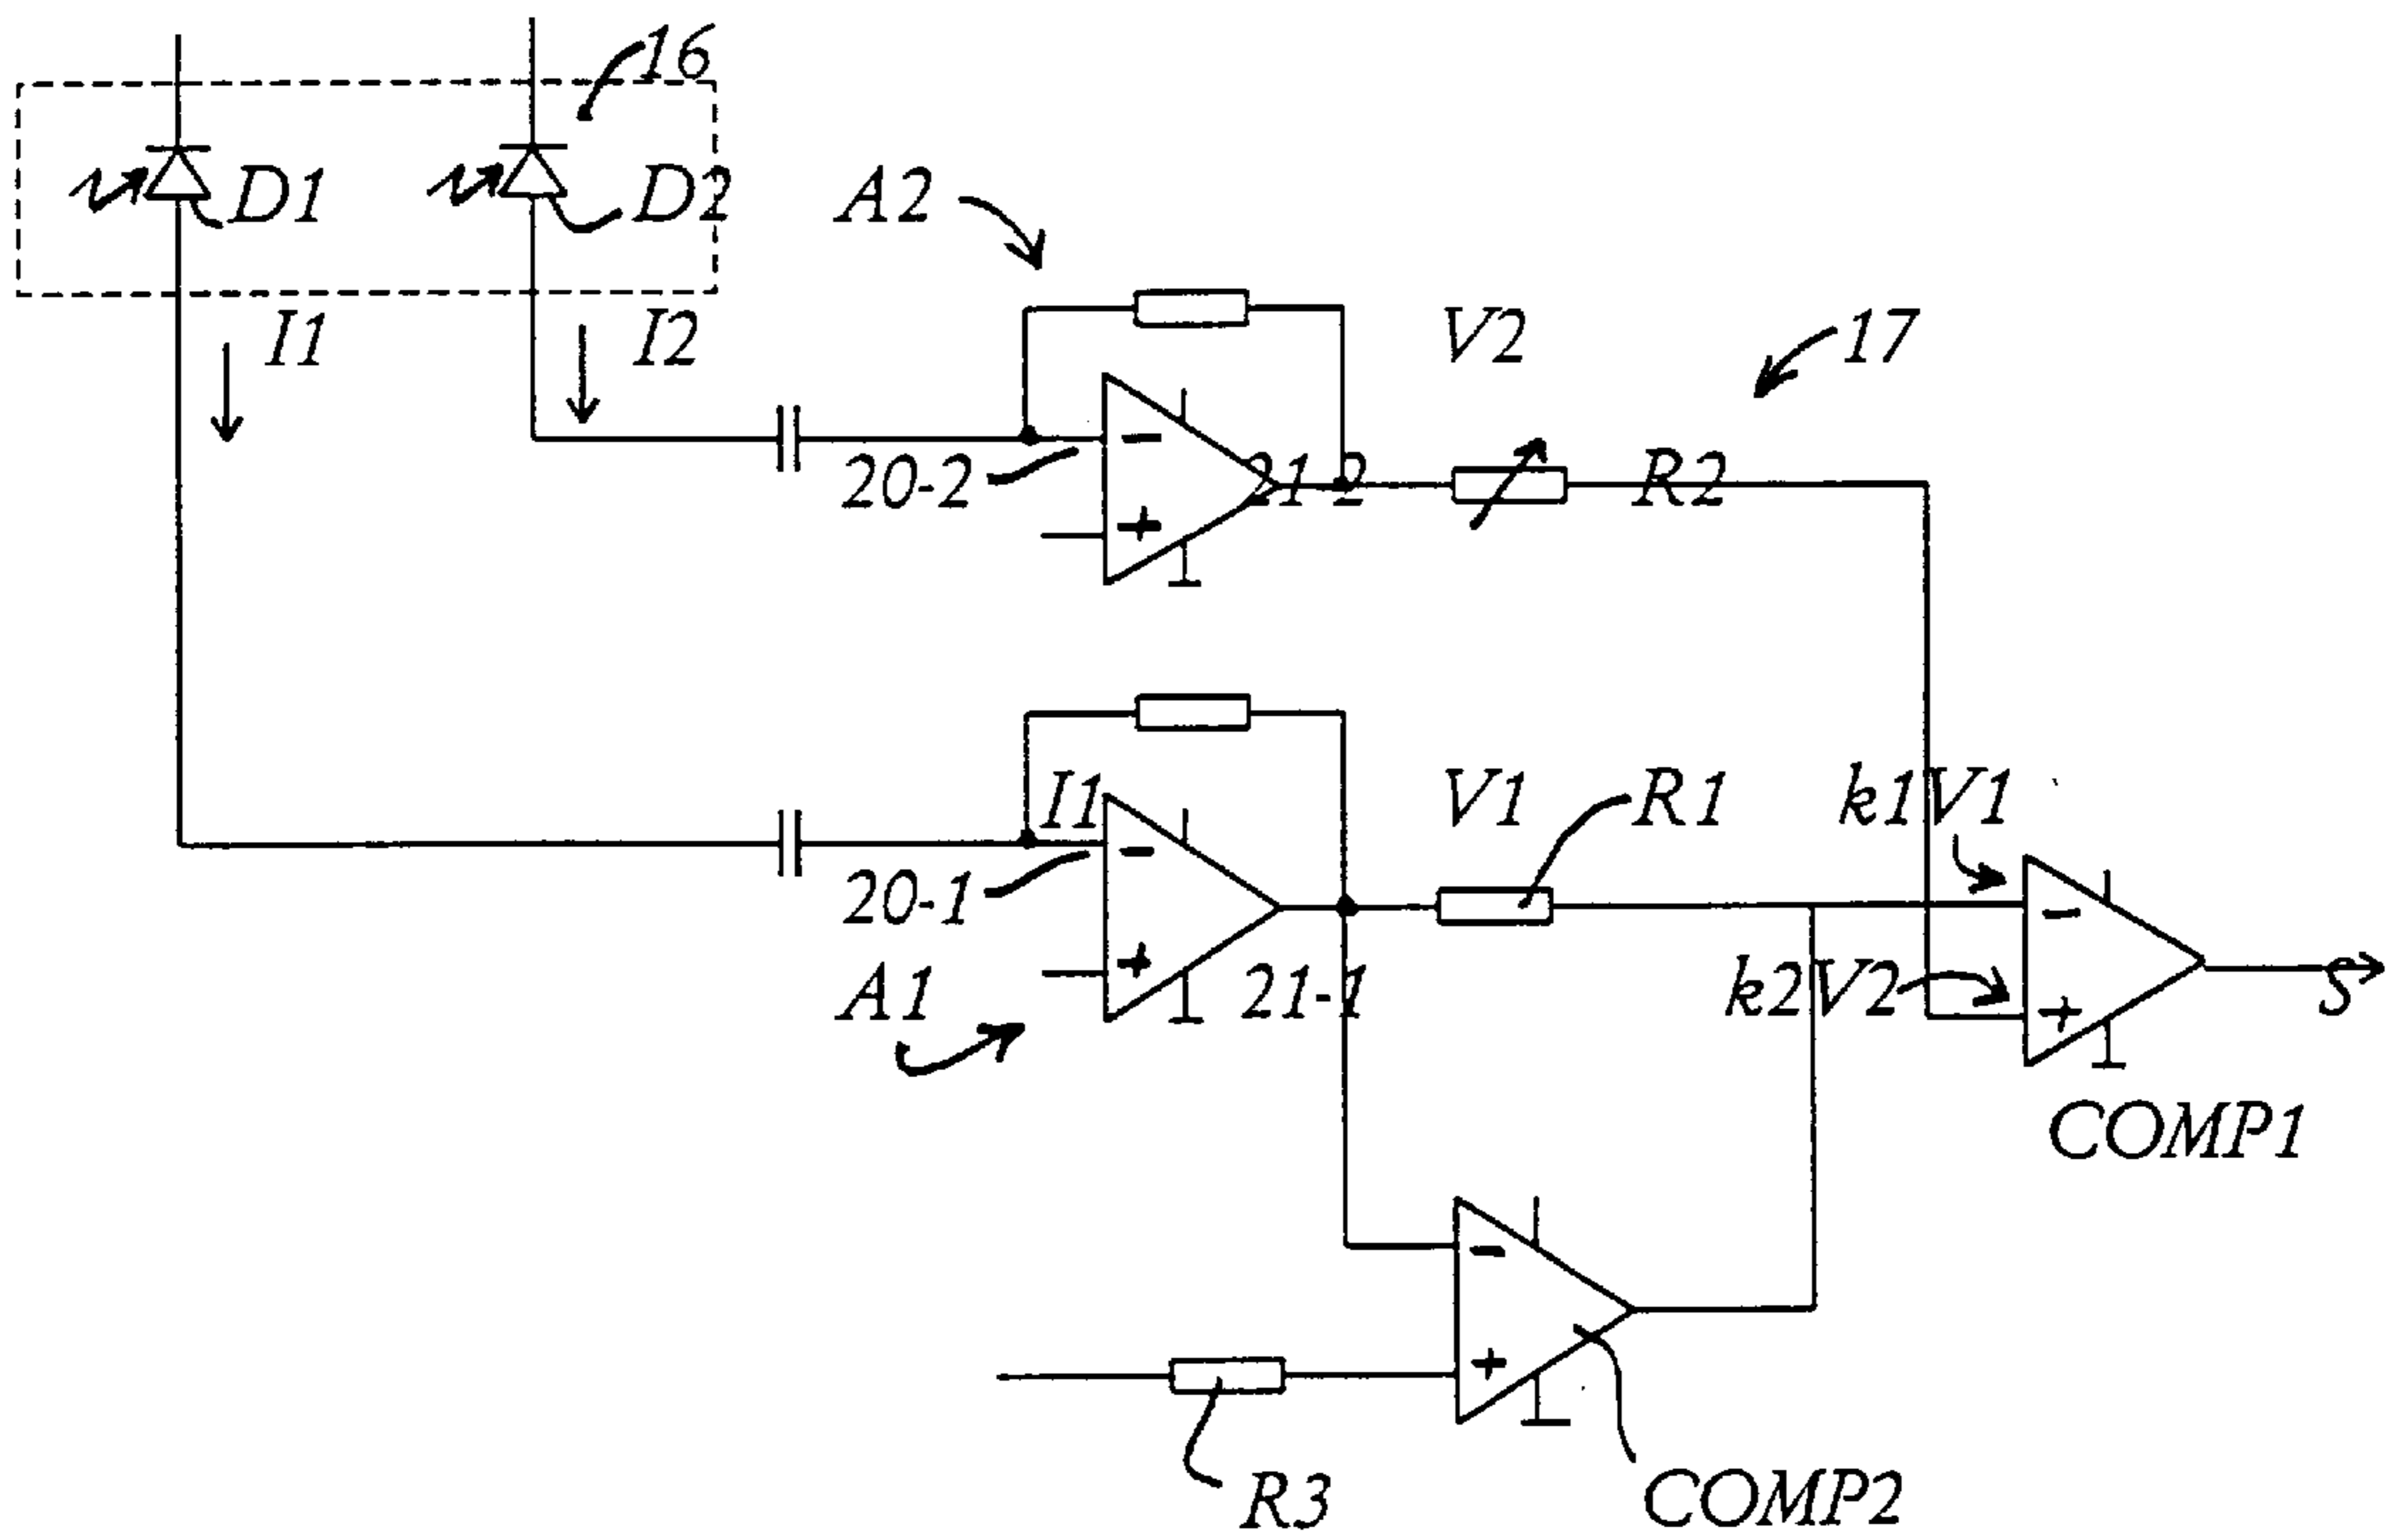 16
D1
D2
A2
I1
I2
V2
17
20-2
21-2
R2
I1
V1
R1
k1V1
20-1
A1
21-1
k2V2
S
COMP1
R3
COMP2